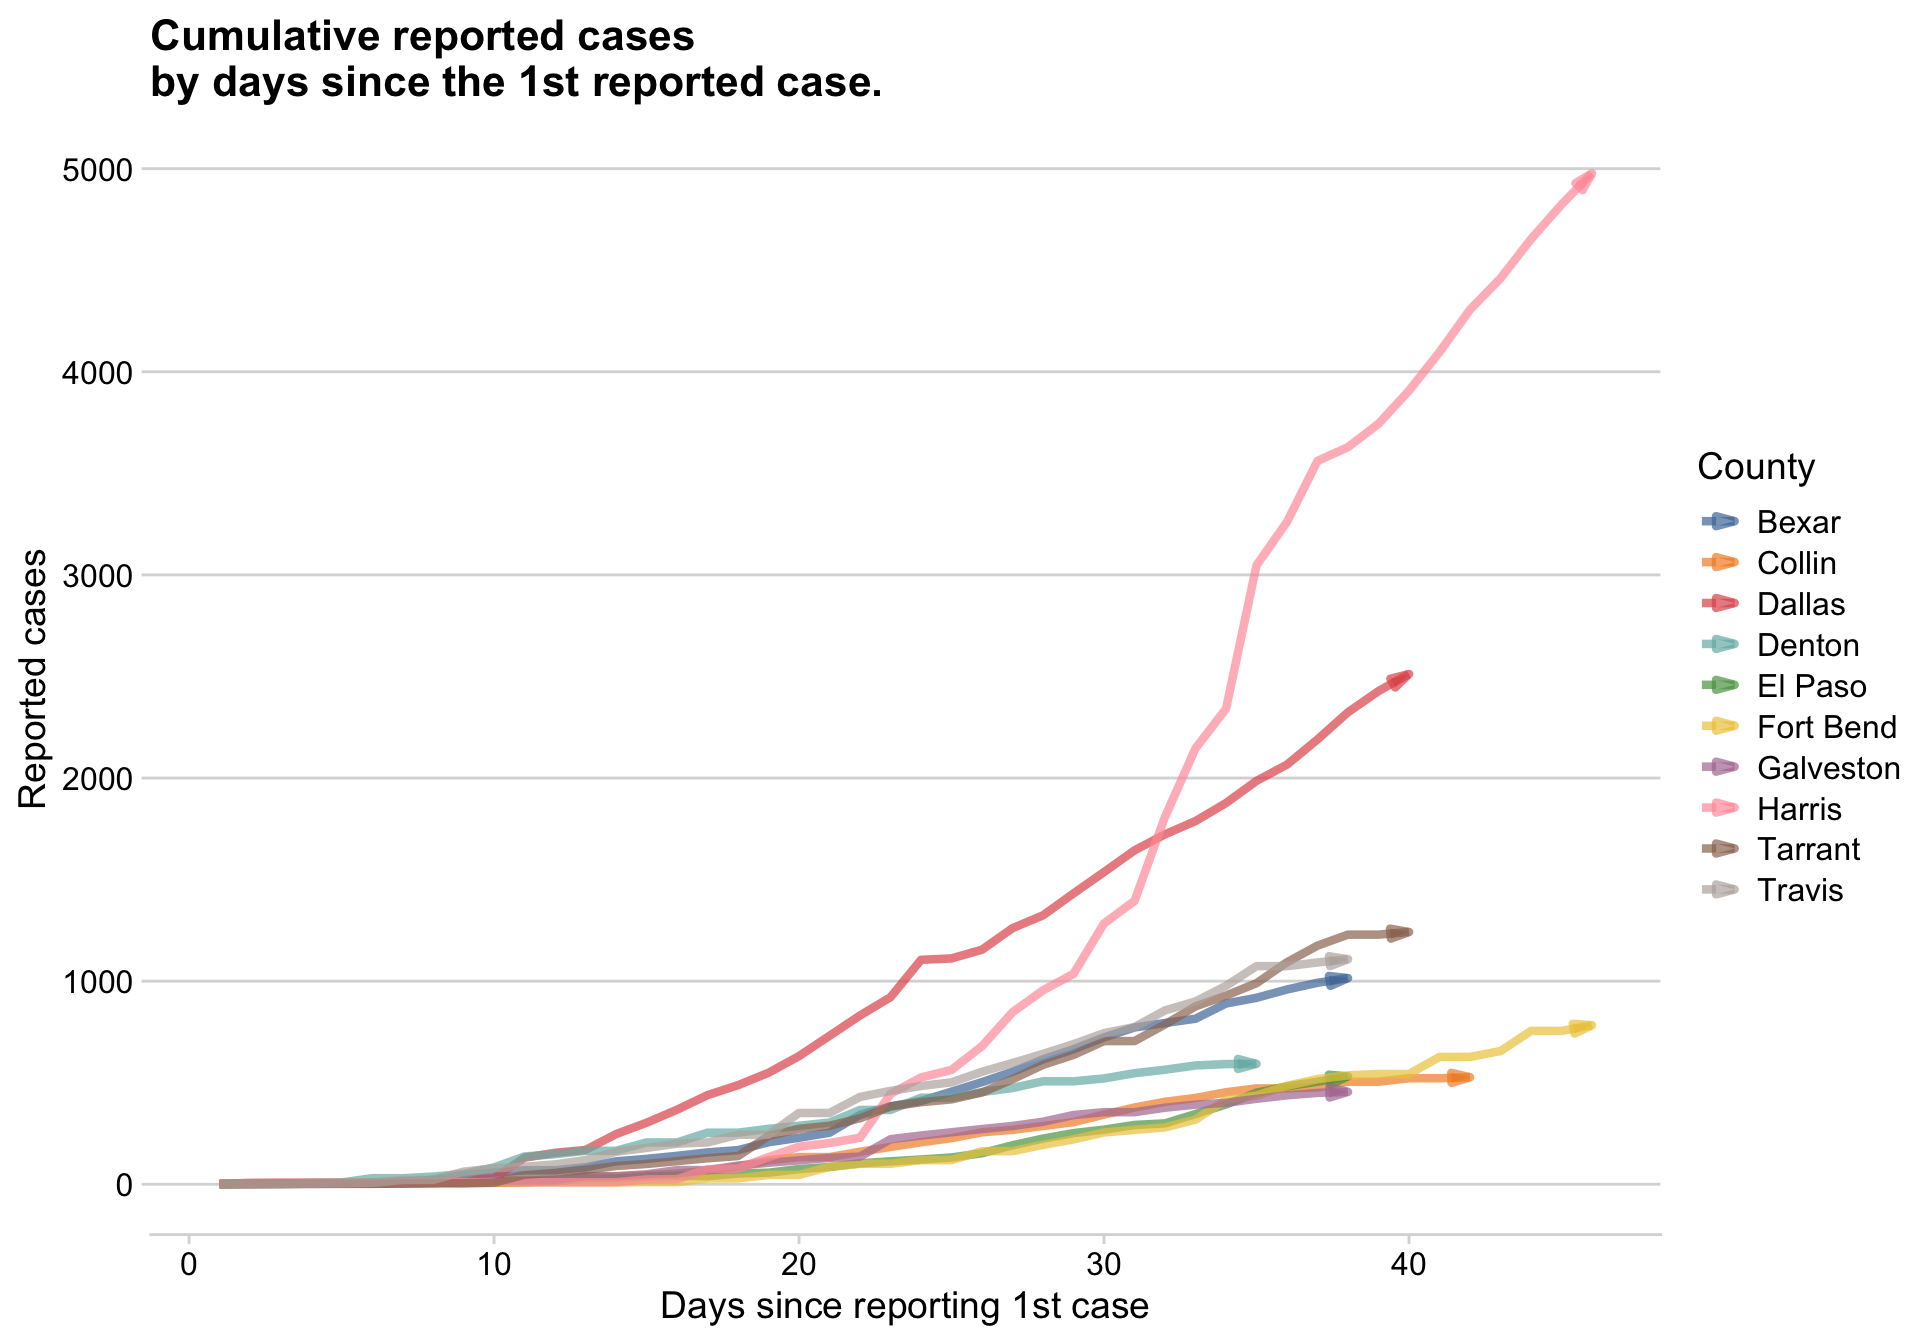 Cumulative reported cases
by days since the 1st reported case.
5000
4000
3000
2000
1000
0
Reported cases
0 10 20 30 40
Days since reporting 1st case
County
Bexar
Collin
Dallas
Denton
El Paso
Fort Bend
Galveston
Harris
Tarrant
Travis